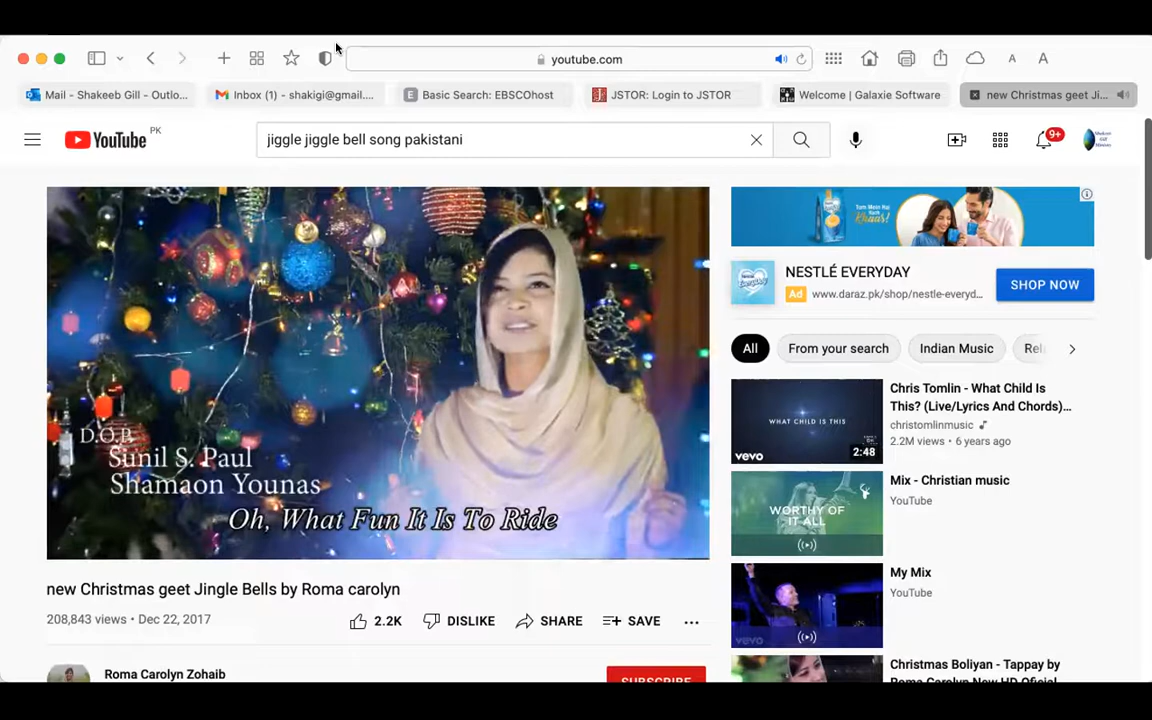 youtube.com
A
A
Mail - Shakeeb Gill - Outlo...
Inbox (1) - shakigi@gmail....
E Basic Search: EBSCOhost
JSTOR: Login to JSTOR
Welcome | Galaxie Software
new Christmas geet Ji...
YouTube PK
jiggle jiggle bell song pakistani
9+
D.O.P.
Sunil S. Paul
Shamaon Younas
Oh, What Fun It Is To Ride
NESTLÉ EVERYDAY
Ad www.daraz.pk/shop/nestle-everyd...
SHOP NOW
All
From your search
Indian Music
WHAT CHILD IS THIS
vevo
2:48
Chris Tomlin - What Child Is
This? (Live/Lyrics And Chords)...
christomlinmusic
2.2M views • 6 years ago
WORTHY OF
IT ALL
Mix - Christian music
YouTube
vevo
My Mix
YouTube
Christmas Boliyan - Tappay by
Roma Carolyn New HD Oficial
new Christmas geet Jingle Bells by Roma carolyn
208,843 views • Dec 22, 2017
2.2K
DISLIKE
SHARE
SAVE
Roma Carolyn Zohaib
SUBSCRIBE